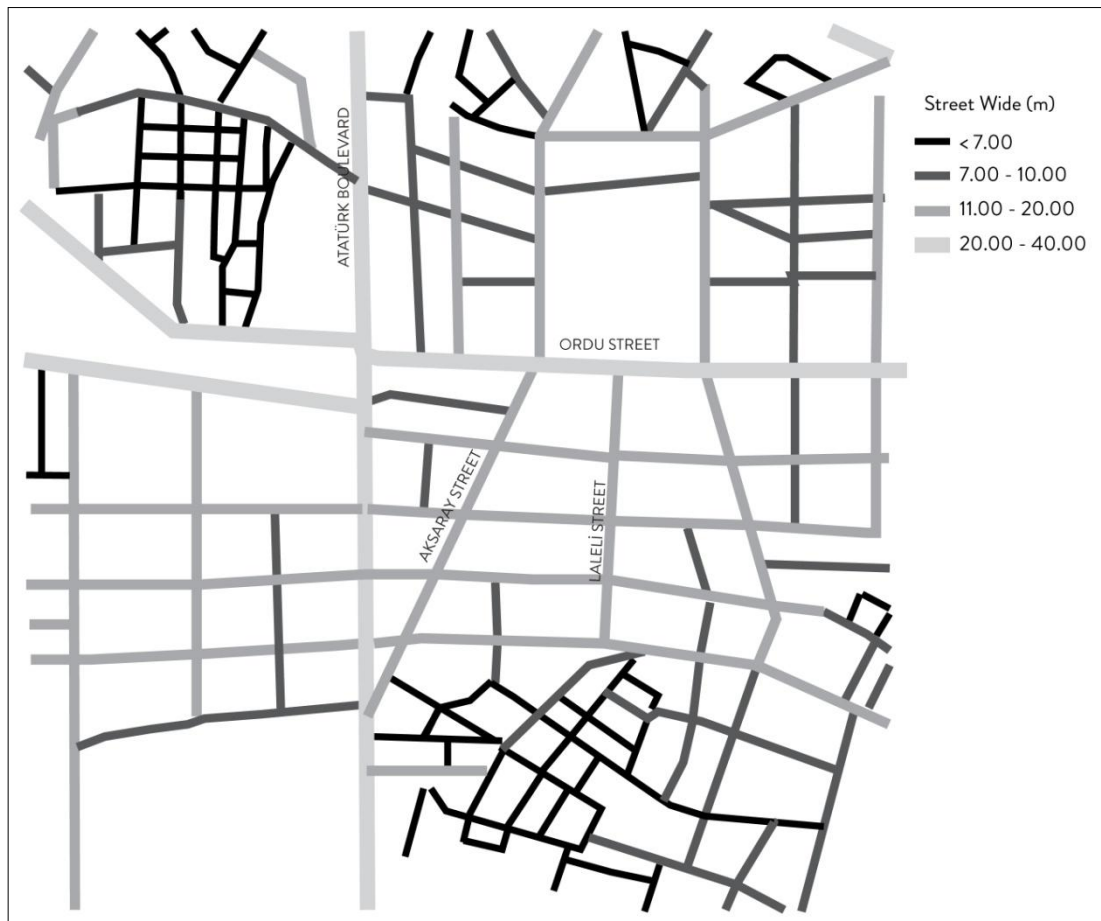 Street Wide (m)
< 7.00
7.00 - 10.00
11.00 - 20.00
20.00 - 40.00
ATATÜRK BOULEVARD
ORDU STREET
AKSARAY STREET
LALELİ STREET